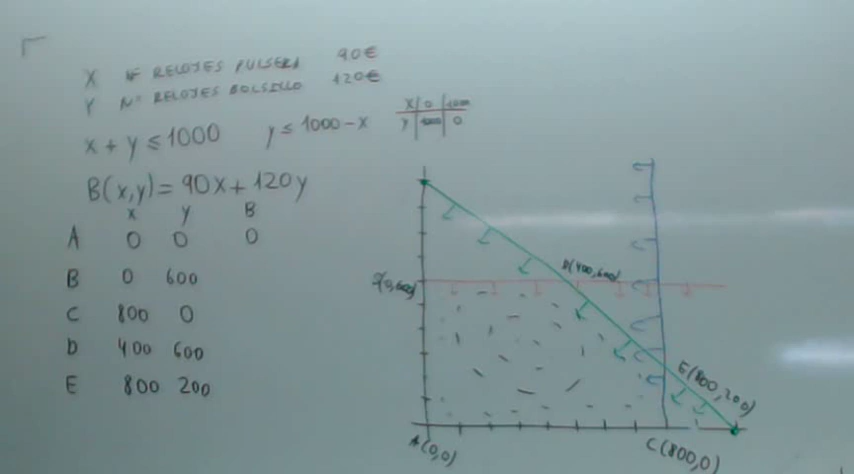 X Nº RELOJES PULSERA 90€
Y Nº RELOJES BOLSILLO 120€
x + y ≤ 1000 y ≤ 1000 - x
X 0 1000
Y 1000 0
B(x,y) = 90x + 120y
x y B
A 0 0 0
B 0 600
C 800 0
D 400 600
E 800 200
D(400,600)
(0,600)
E(800,200)
A(0,0)
C(800,0)